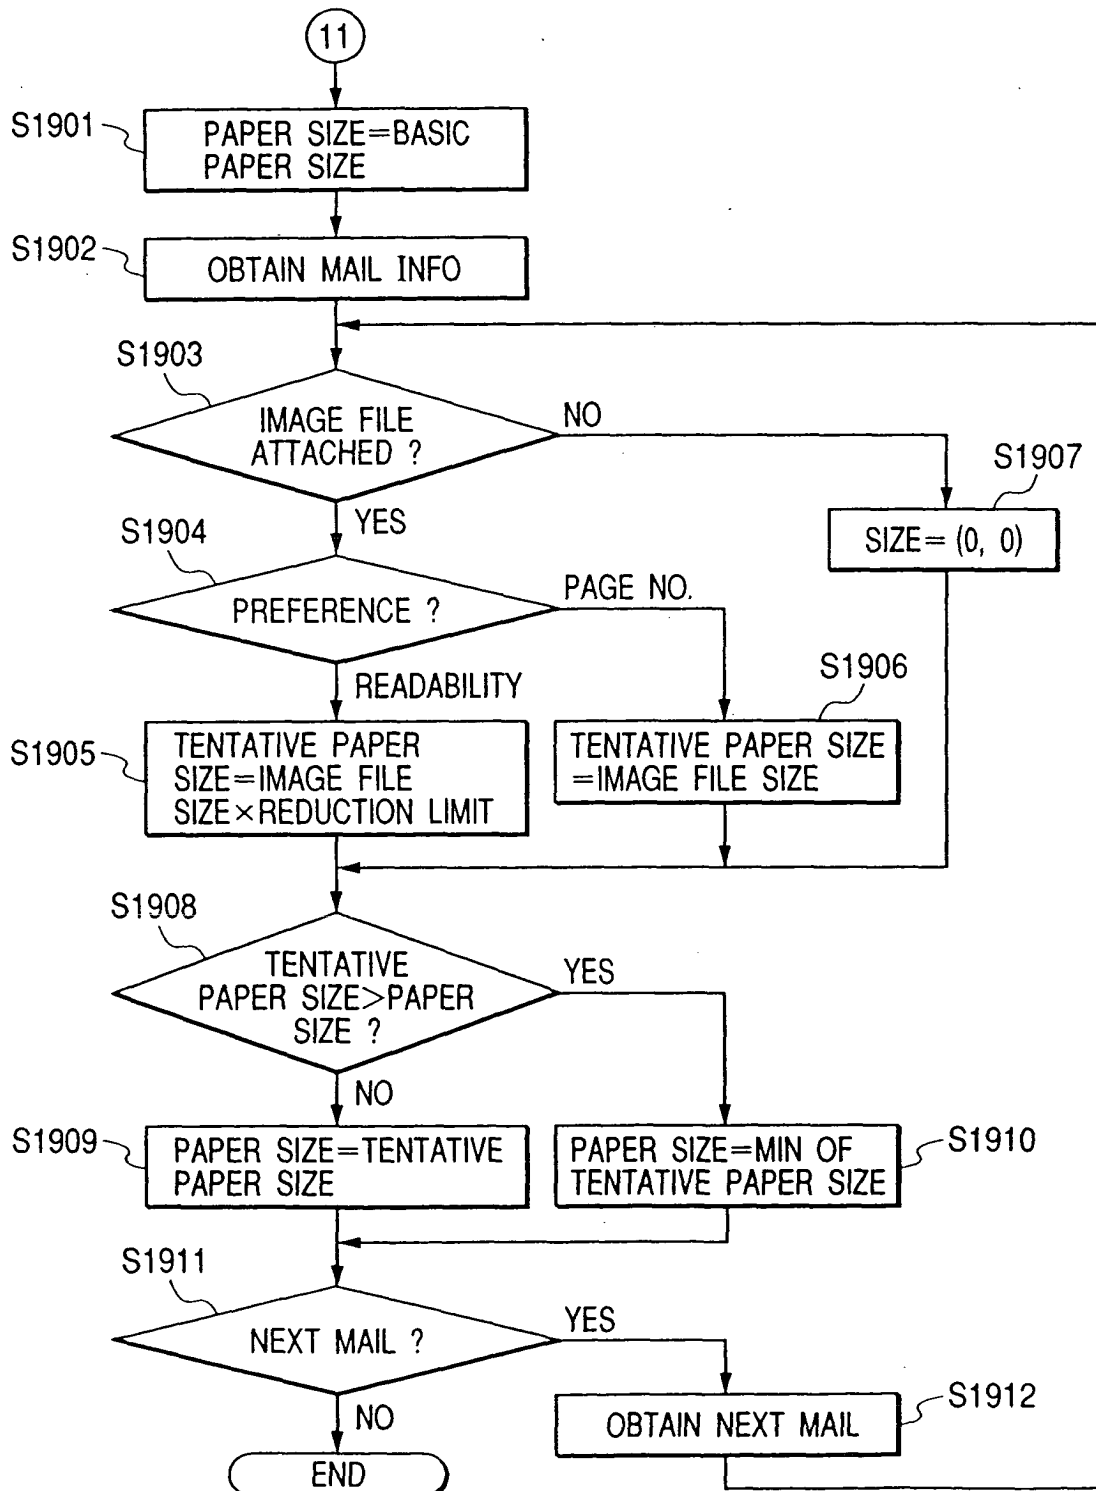 11
S1901
PAPER SIZE=BASIC
PAPER SIZE
S1902
OBTAIN MAIL INFO
S1903
IMAGE FILE
ATTACHED ?
NO
YES
S1907
SIZE= (0, 0)
S1904
PREFERENCE ?
PAGE NO.
READABILITY
S1906
S1905
TENTATIVE PAPER
SIZE=IMAGE FILE
SIZE×REDUCTION LIMIT
TENTATIVE PAPER SIZE
=IMAGE FILE SIZE
S1908
TENTATIVE
PAPER SIZE>PAPER
SIZE ?
YES
NO
S1909
PAPER SIZE=TENTATIVE
PAPER SIZE
PAPER SIZE=MIN OF
TENTATIVE PAPER SIZE
S1910
S1911
NEXT MAIL ?
YES
NO
S1912
OBTAIN NEXT MAIL
END